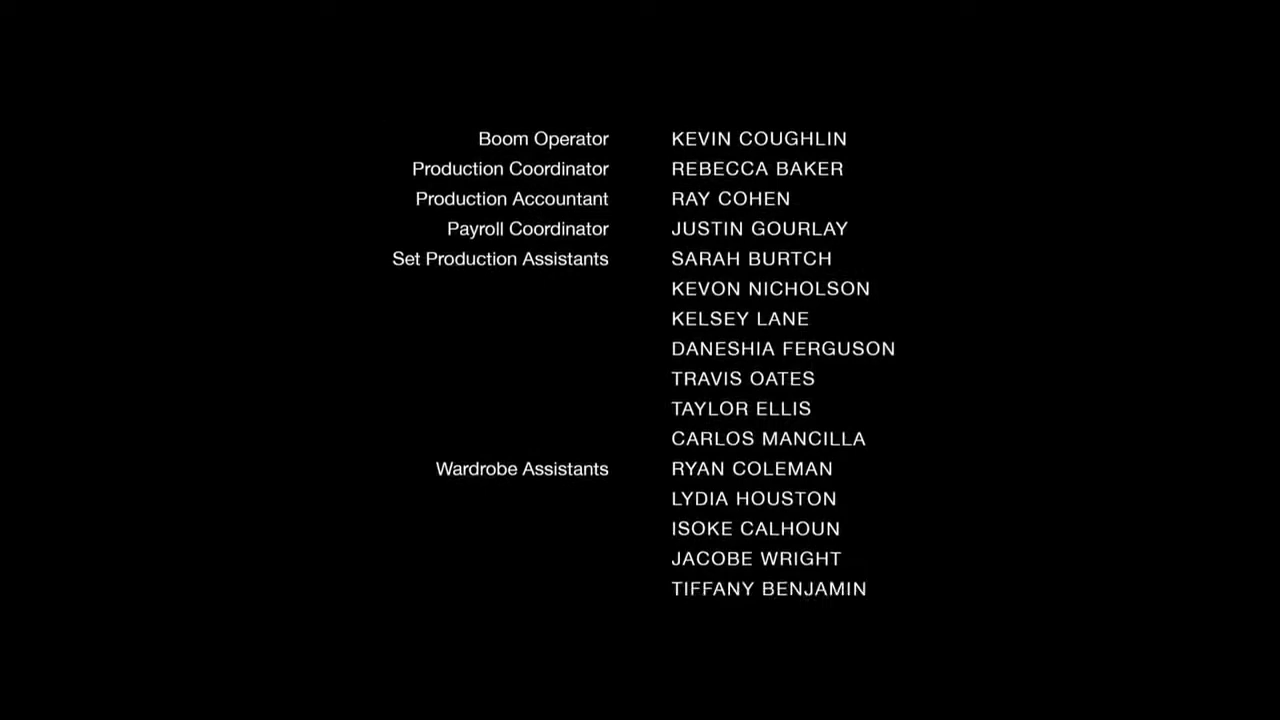 Boom Operator KEVIN COUGHLIN
Production Coordinator REBECCA BAKER
Production Accountant RAY COHEN
Payroll Coordinator JUSTIN GOURLAY
Set Production Assistants SARAH BURTCH
KEVON NICHOLSON
KELSEY LANE
DANESHIA FERGUSON
TRAVIS OATES
TAYLOR ELLIS
CARLOS MANCILLA
Wardrobe Assistants RYAN COLEMAN
LYDIA HOUSTON
ISOKE CALHOUN
JACOBE WRIGHT
TIFFANY BENJAMIN